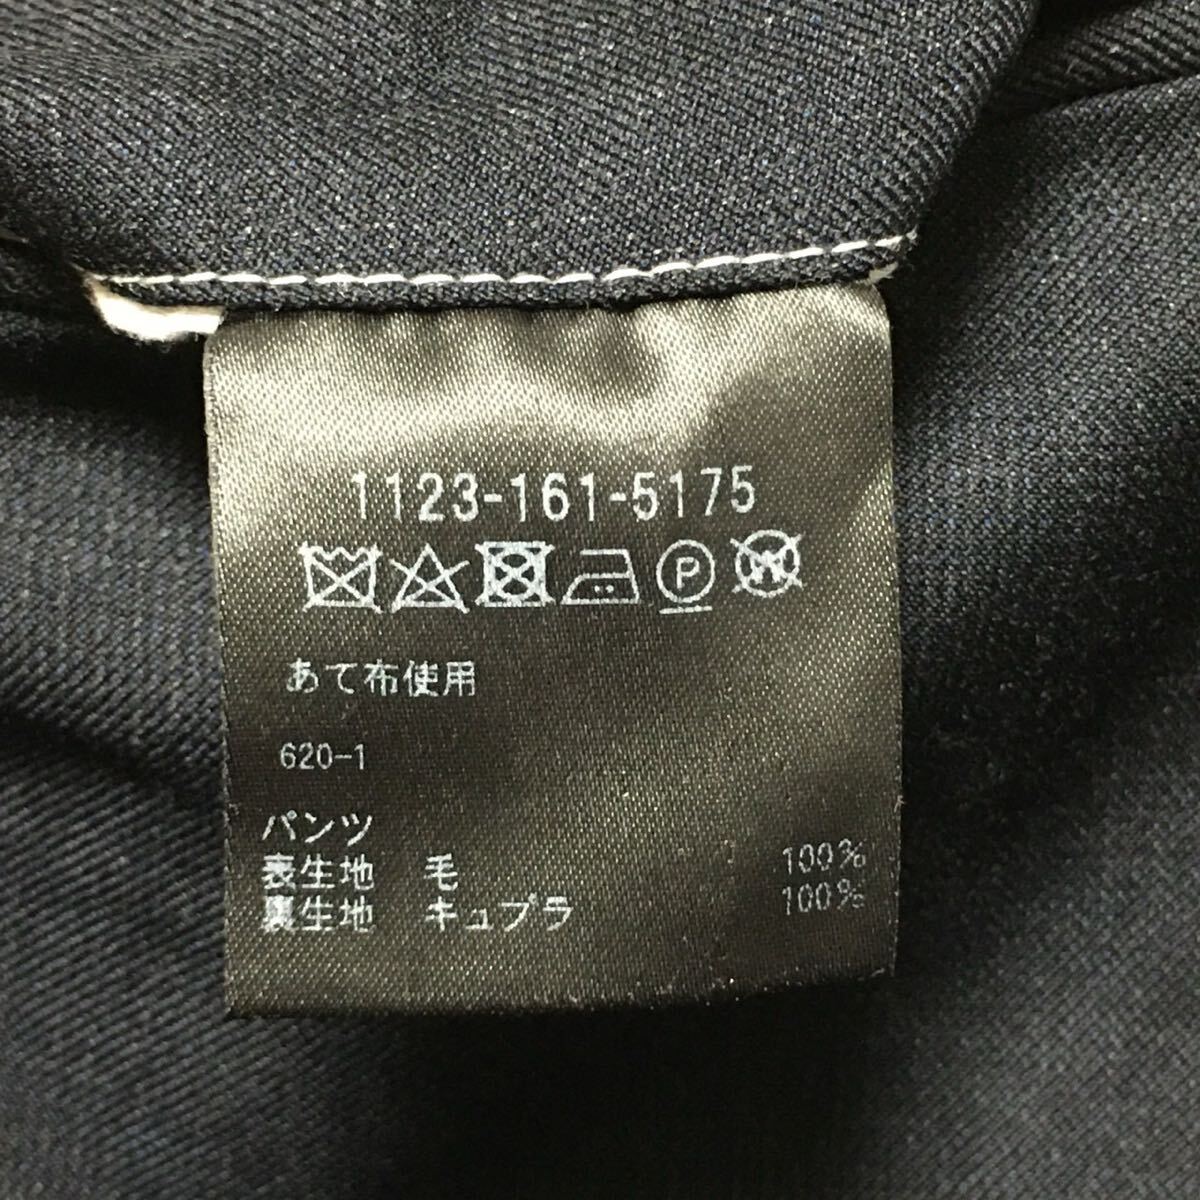 1123-161-5175
P
W
あて布使用
620-1
パンツ
表生地 毛 100%
裏生地 キュプラ 100%